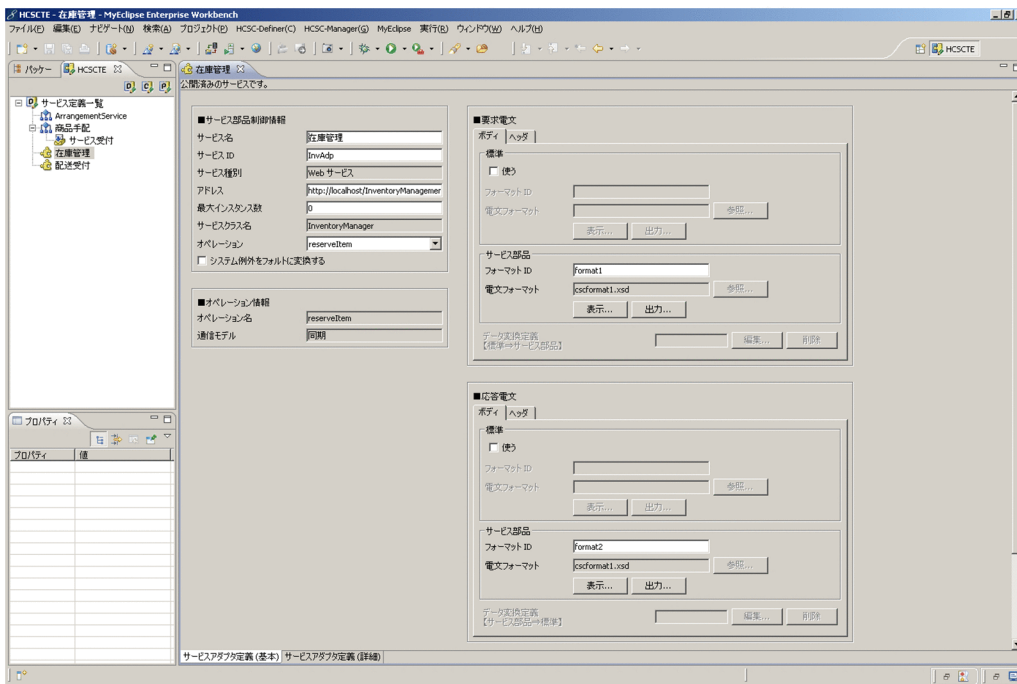 HCSCTE - 在庫管理 - MyEclipse Enterprise Workbench
ファイル(F) 編集(E) ナビゲート(N) 検索(A) プロジェクト(P) HCSC-Definer(C) HCSC-Manager(G) MyEclipse 実行(R) ウィンドウ(W) ヘルプ(H)
HCSCTE
パッケー HCSCTE
サービス定義一覧
ArrangementService
商品手配
サービス受付
在庫管理
配送受付
プロパティ
プロパティ 値
在庫管理
公開済みのサービスです。
■サービス部品制御情報
サービス名 在庫管理
サービス ID InvAdp
サービス種別 Web サービス
アドレス http://localhost/InventoryManagemer
最大インスタンス数 0
サービスクラス名 InventoryManager
オペレーション reserveItem
システム例外をフォルトに変換する
■オペレーション情報
オペレーション名 reserveItem
通信モデル 同期
■要求電文
ボディ ヘッダ
標準
使う
フォーマット ID
電文フォーマット 参照...
表示... 出力...
サービス部品
フォーマット ID format1
電文フォーマット cscformat1.xsd 参照...
表示... 出力...
データ変換定義
【標準⇒サービス部品】 編集... 削除
■応答電文
ボディ ヘッダ
標準
使う
フォーマット ID
電文フォーマット 参照...
表示... 出力...
サービス部品
フォーマット ID format2
電文フォーマット cscformat1.xsd 参照...
表示... 出力...
データ変換定義
【サービス部品⇒標準】 編集... 削除
サービスアダプタ定義 (基本) サービスアダプタ定義 (詳細)